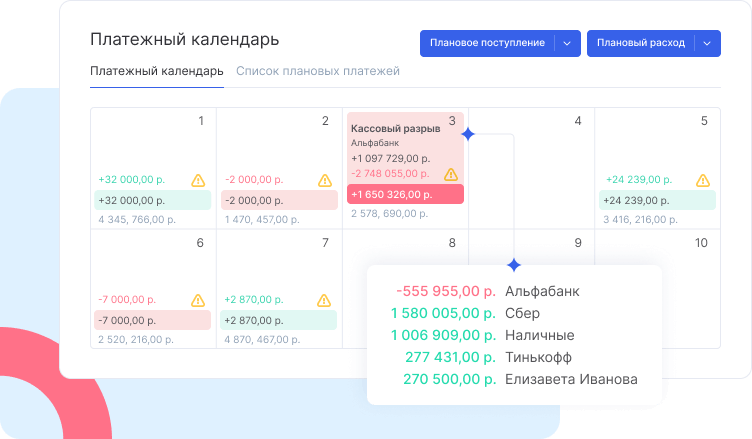 Платежный календарь
Плановое поступление
Плановый расход
Платежный календарь
Список плановых платежей
1
+32 000,00 р.
+32 000,00 р.
4 345, 766,00 р.
2
-2 000,00 р.
-2 000,00 р.
1 470, 457,00 р.
3
Кассовый разрыв
Альфабанк
+1 097 729,00 р.
-2 748 055,00 р.
+1 650 326,00 р.
2 578, 690,00 р.
4
5
+24 239,00 р.
+24 239,00 р.
3 416, 216,00 р.
6
-7 000,00 р.
-7 000,00 р.
2 520, 216,00 р.
7
+2 870,00 р.
+2 870,00 р.
4 870, 467,00 р.
8
9
10
-555 955,00 р. Альфабанк
1 580 005,00 р. Сбер
1 006 909,00 р. Наличные
277 431,00 р. Тинькофф
270 500,00 р. Елизавета Иванова